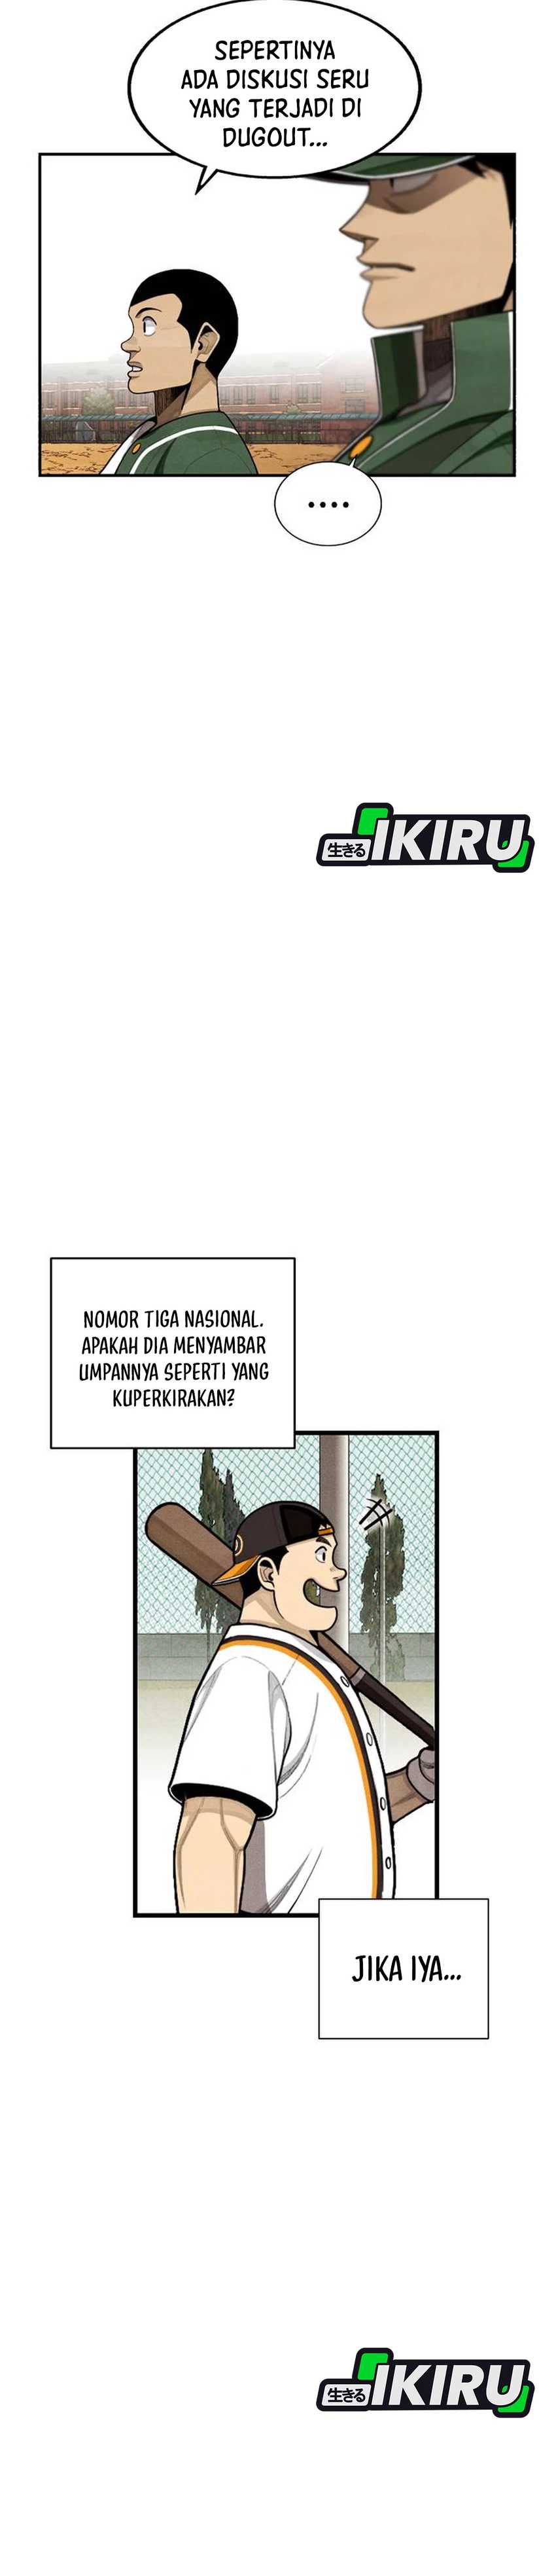 SEPERTINYA
ADA DISKUSI SERU
YANG TERJADI DI
DUGOUT...
....
生きる IKIRU
NOMOR TIGA NASIONAL.
APAKAH DIA MENYAMBAR
UMPANNYA SEPERTI YANG
KUPERKIRAKAN?
JIKA IYA...
生きる IKIRU